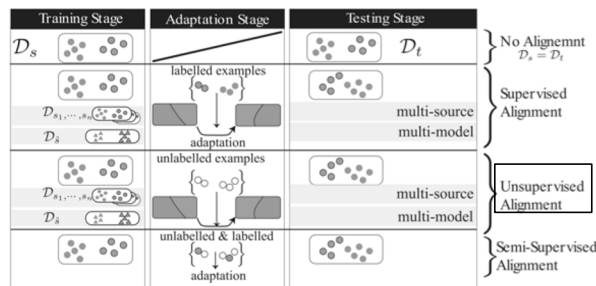 Training Stage
Adaptation Stage
Testing Stage
𝒟s
𝒟t
No Alignemnt
𝒟s = 𝒟t
labelled examples
𝒟s1,⋯,sn
𝒟s̃
adaptation
multi-source
multi-model
Supervised
Alignment
unlabelled examples
𝒟s1,⋯,sn
𝒟s̃
adaptation
multi-source
multi-model
Unsupervised
Alignment
unlabelled & labelled
adaptation
Semi-Supervised
Alignment